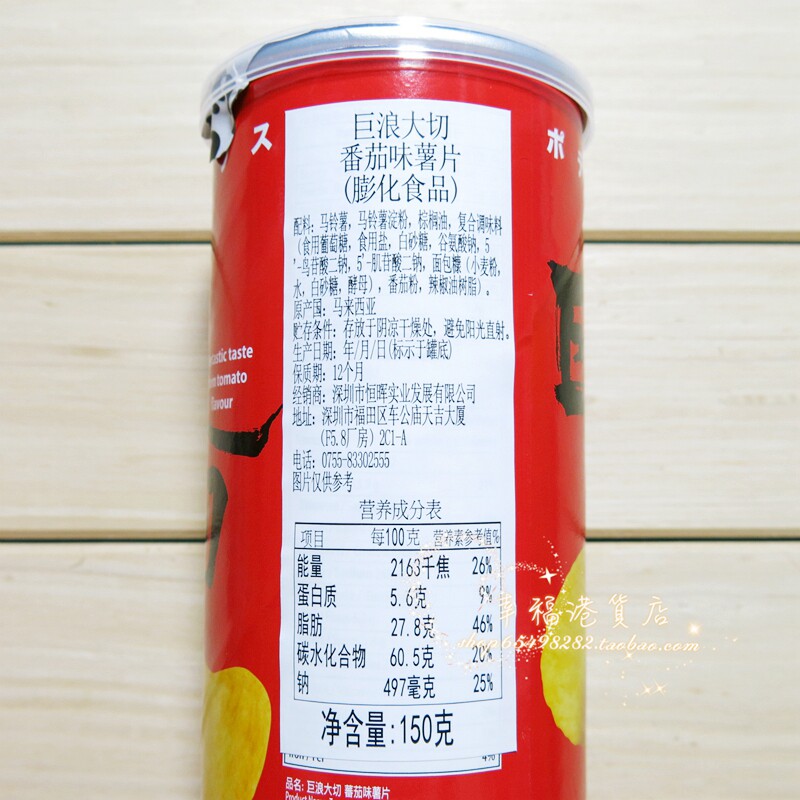 ス
ポ
巨浪大切
番茄味薯片
(膨化食品)
配料：马铃薯，马铃薯淀粉，棕榈油，复合调味料
（食用葡萄糖，食用盐，白砂糖，谷氨酸钠，5
'-鸟苷酸二钠，5'-肌苷酸二钠，面包糠（小麦粉，
水，白砂糖，酵母），番茄粉，辣椒油树脂）。
原产国：马来西亚
贮存条件：存放于阴凉干燥处，避免阳光直射。
生产日期：年/月/日(标示于罐底)
保质期：12个月
经销商：深圳市恒晖实业发展有限公司
地址：深圳市福田区车公庙天吉大厦
(F5.8厂房)2C1-A
电话：0755-83302555
图片仅供参考
taste
tomato
flavour
营养成分表
项目 每100克 营养素参考值%
能量 2163千焦 26%
蛋白质 5.6克 9%
脂肪 27.8克 46%
碳水化合物 60.5克 20%
钠 497毫克 25%
净含量:150克
幸福港貨店
shop65498282.taobao.com
4%
品名：巨浪大切 番茄味薯片